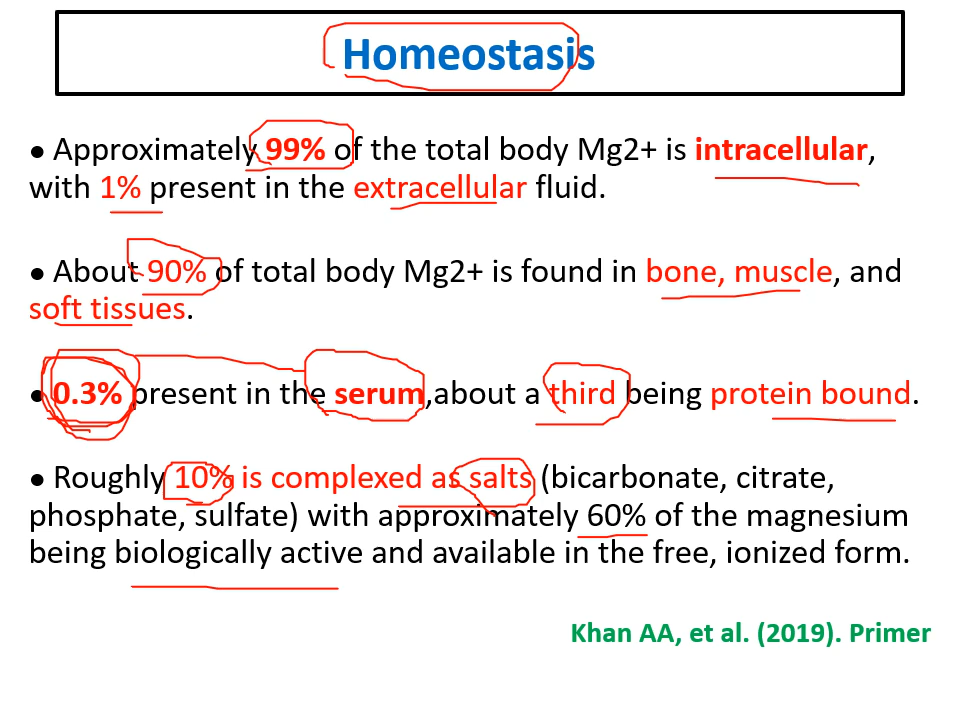 Homeostasis
● Approximately 99% of the total body Mg2+ is intracellular,
with 1% present in the extracellular fluid.
● About 90% of total body Mg2+ is found in bone, muscle, and
soft tissues.
● 0.3% present in the serum,about a third being protein bound.
● Roughly 10% is complexed as salts (bicarbonate, citrate,
phosphate, sulfate) with approximately 60% of the magnesium
being biologically active and available in the free, ionized form.
Khan AA, et al. (2019). Primer